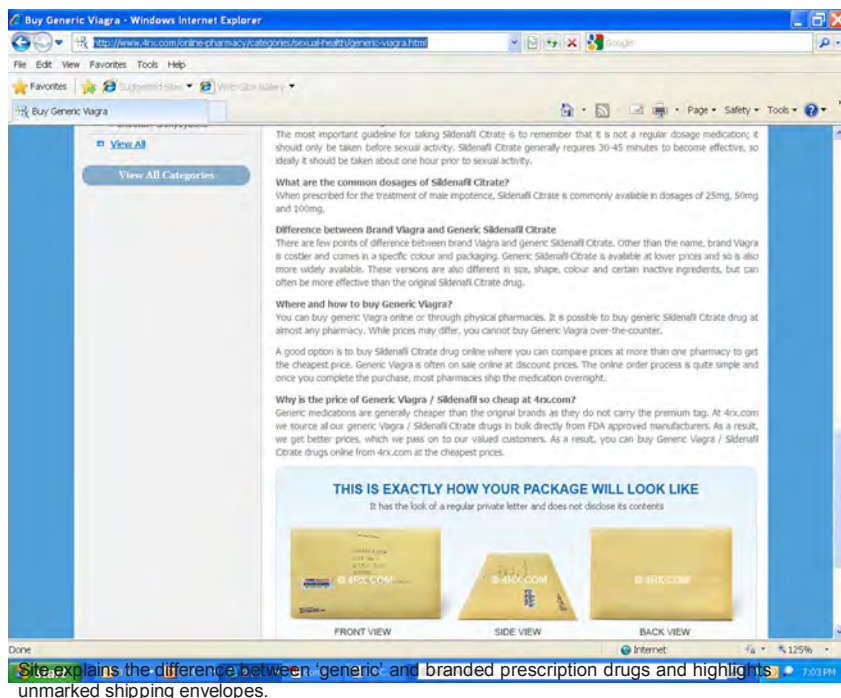 Buy Generic Viagra - Windows Internet Explorer
http://www.4rx.com/online-pharmacy/categories/sexual-health/generic-viagra.html
Google
File Edit View Favorites Tools Help
Favorites Suggested Sites Web Slice Gallery
Buy Generic Viagra
Page Safety Tools
View All
View All Categories
The most important guideline for taking Sildenafil Citrate is to remember that it is not a regular dosage medication; it
should only be taken before sexual activity. Sildenafil Citrate generally requires 30-45 minutes to become effective, so
ideally it should be taken about one hour prior to sexual activity.
What are the common dosages of Sildenafil Citrate?
When prescribed for the treatment of male impotence, Sildenafil Citrate is commonly available in dosages of 25mg, 50mg
and 100mg.
Difference between Brand Viagra and Generic Sildenafil Citrate
There are few points of difference between brand Viagra and generic Sildenafil Citrate. Other than the name, brand Viagra
is costlier and comes in a specific colour and packaging. Generic Sildenafil Citrate is available at lower prices and so is also
more widely available. These versions are also different in size, shape, colour and certain inactive ingredients, but can
often be more effective than the original Sildenafil Citrate drug.
Where and how to buy Generic Viagra?
You can buy generic Viagra online or through physical pharmacies. It is possible to buy generic Sildenafil Citrate drug at
almost any pharmacy. While prices may differ, you cannot buy Generic Viagra over-the-counter.
A good option is to buy Sildenafil Citrate drug online where you can compare prices at more than one pharmacy to get
the cheapest price. Generic Viagra is often on sale online at discount prices. The online order process is quite simple and
once you complete the purchase, most pharmacies ship the medication overnight.
Why is the price of Generic Viagra / Sildenafil so cheap at 4rx.com?
Generic medications are generally cheaper than the original brands as they do not carry the premium tag. At 4rx.com
we source all our generic Viagra / Sildenafil Citrate drugs in bulk directly from FDA approved manufacturers. As a result,
we get better prices, which we pass on to our valued customers. As a result, you can buy Generic Viagra / Sildenafil
Citrate drugs online from 4rx.com at the cheapest prices.
THIS IS EXACTLY HOW YOUR PACKAGE WILL LOOK LIKE
It has the look of a regular private letter and does not disclose its contents
© 4RX.COM © 4RX.COM © 4RX.COM
FRONT VIEW SIDE VIEW BACK VIEW
Done Internet 125%
start 7:03 PM
Site explains the difference between 'generic' and branded prescription drugs and highlights
unmarked shipping envelopes.